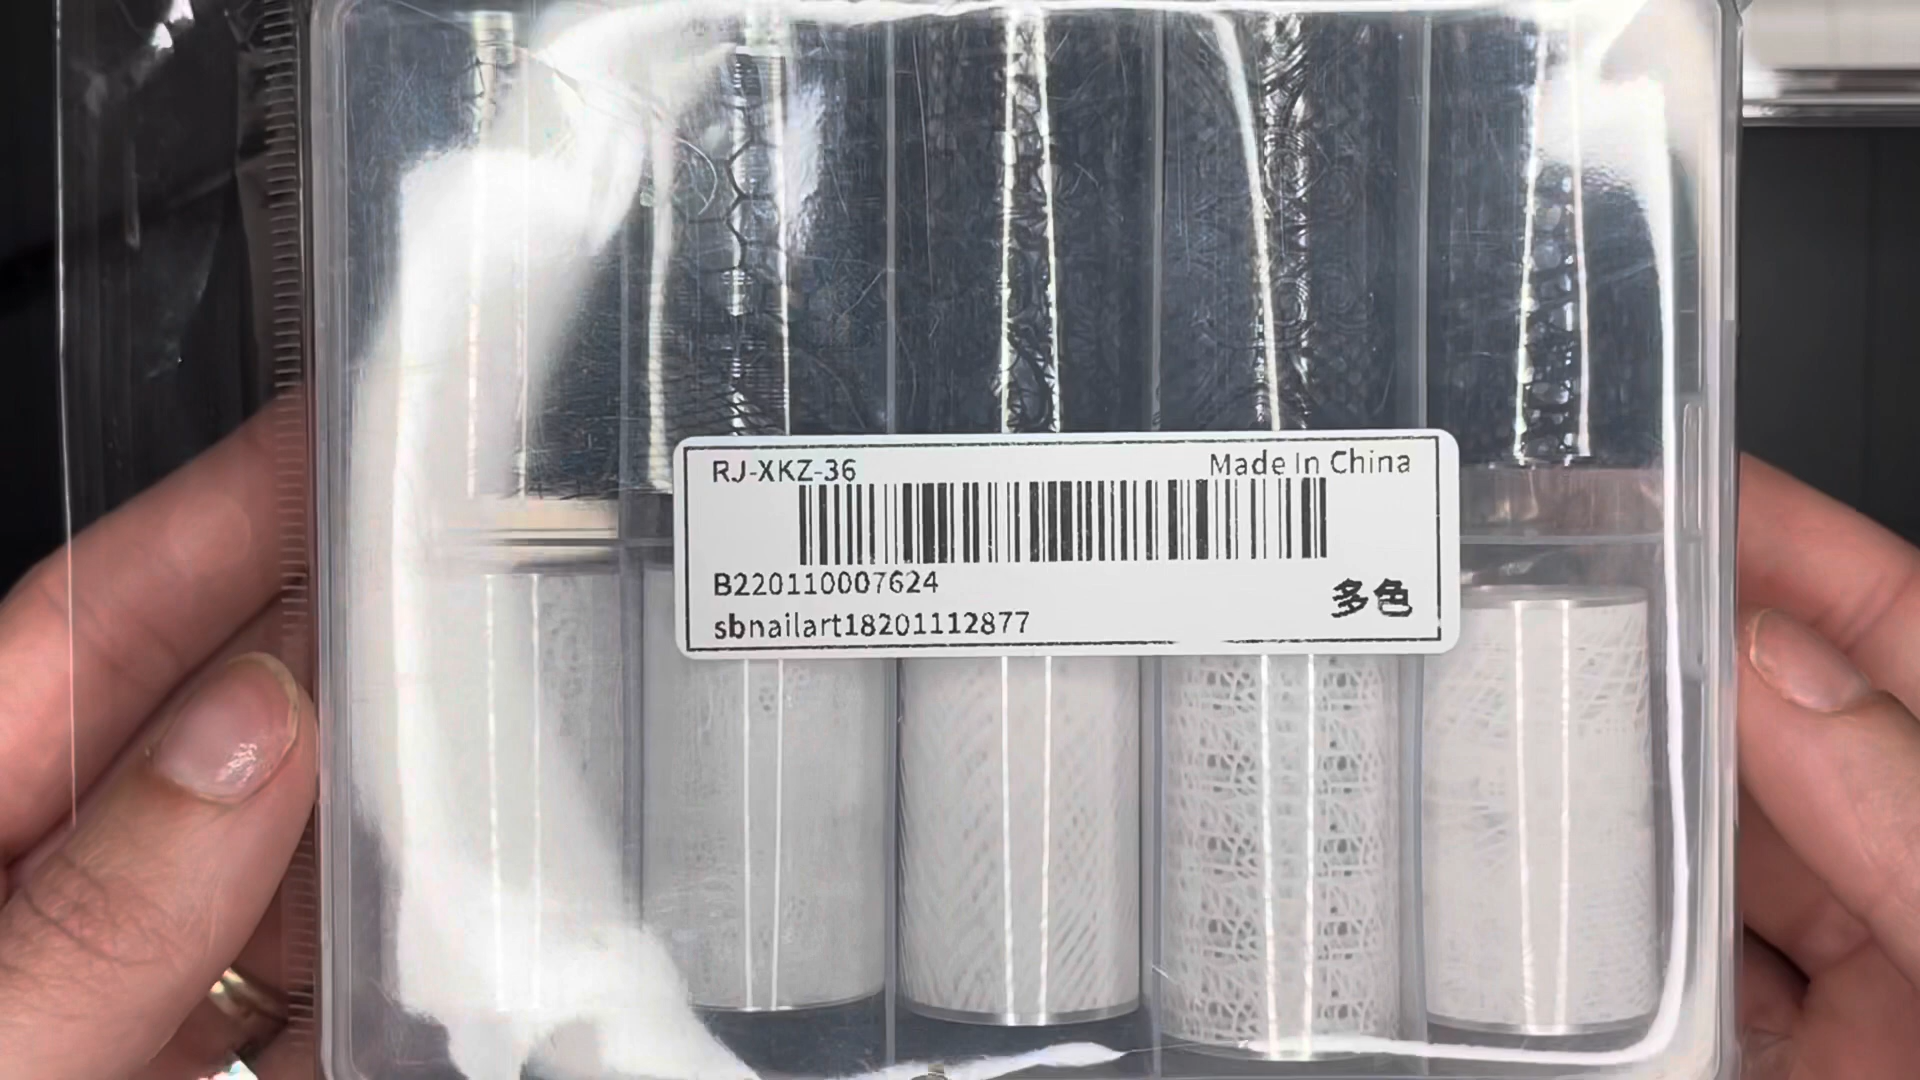 RJ-XKZ-36
Made In China
B220110007624
sbnailart18201112877
多色